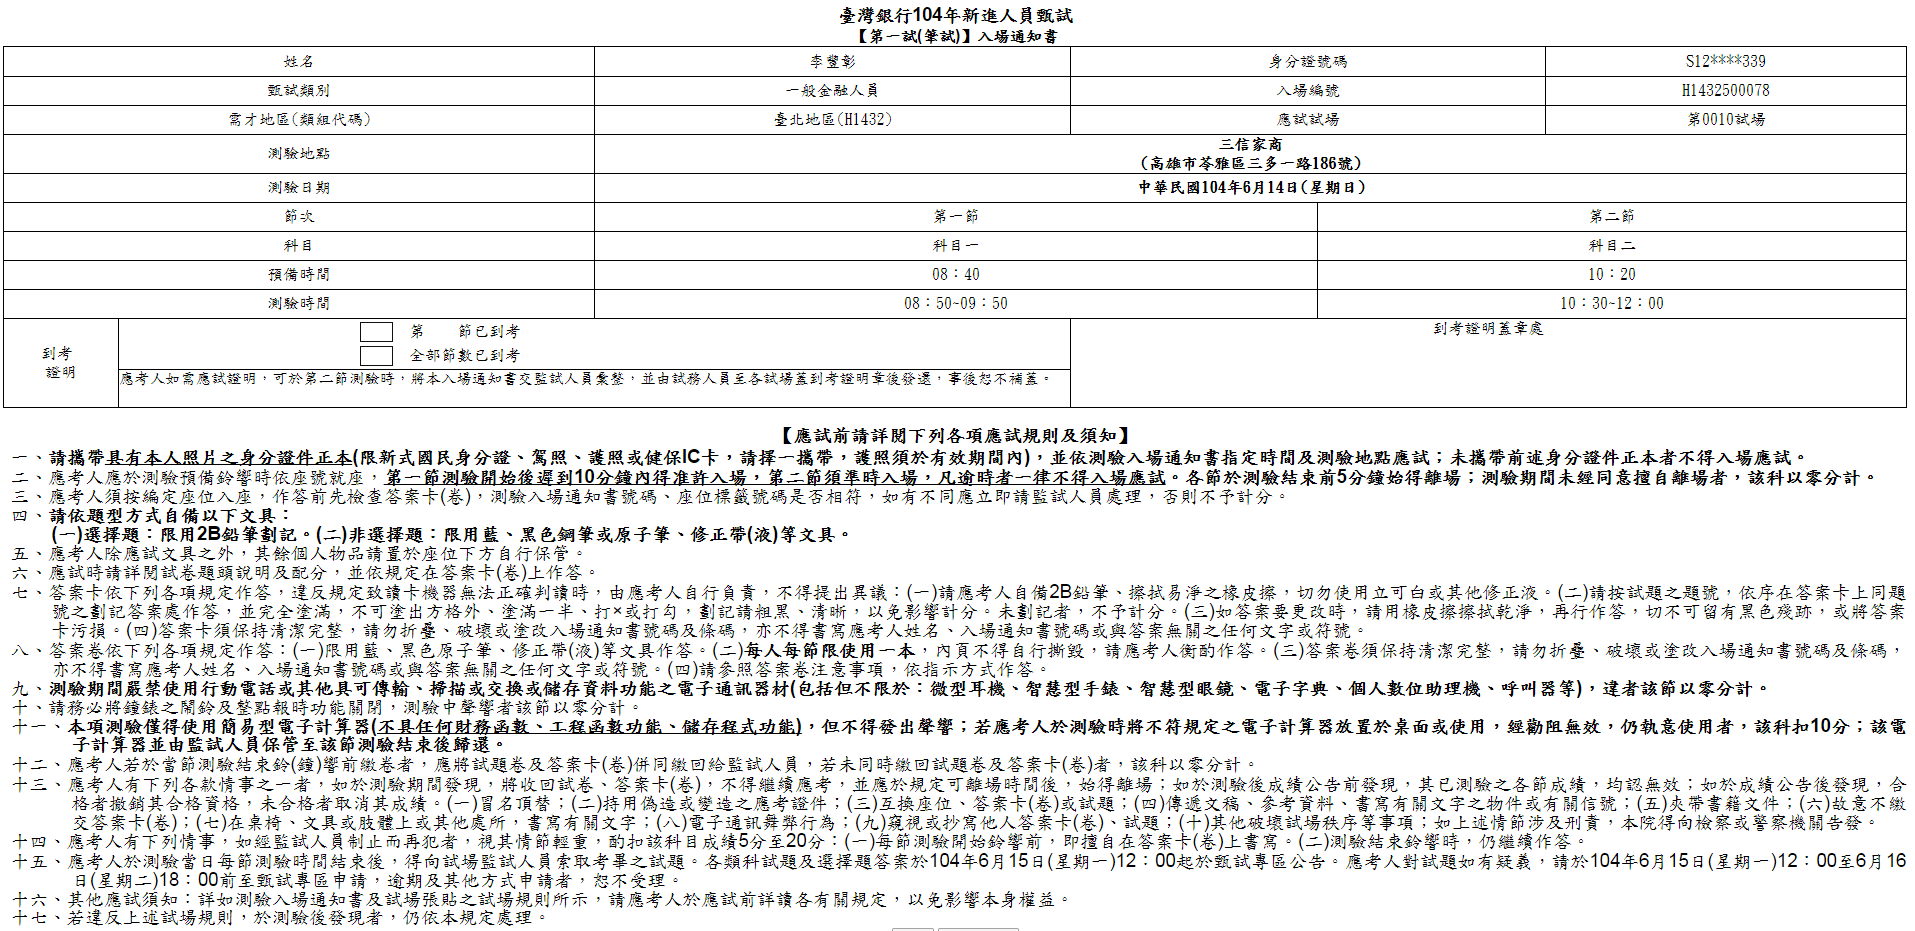 臺灣銀行104年新進人員甄試
【第一試(筆試)】入場通知書
姓名 李豐彰 身分證號碼 S12****339
甄試類別 一般金融人員 入場編號 H1432500078
需才地區(類組代碼) 臺北地區(H1432) 應試試場 第0010試場
測驗地點 三信家商
(高雄市苓雅區三多一路186號)
測驗日期 中華民國104年6月14日(星期日)
節次 第一節 第二節
科目 科目一 科目二
預備時間 08：40 10：20
測驗時間 08：50~09：50 10：30~12：00
到考
證明
第　　節已到考
全部節數已到考
應考人如需應試證明，可於第二節測驗時，將本入場通知書交監試人員彙整，並由試務人員至各試場蓋到考證明章後發還，事後恕不補蓋。
到考證明蓋章處
【應試前請詳閱下列各項應試規則及須知】
一、請攜帶具有本人照片之身分證件正本(限新式國民身分證、駕照、護照或健保IC卡，請擇一攜帶，護照須於有效期間內)，並依測驗入場通知書指定時間及測驗地點應試；未攜帶前述身分證件正本者不得入場應試。
二、應考人應於測驗預備鈴響時依座號就座，第一節測驗開始後遲到10分鐘內得准許入場，第二節須準時入場，凡逾時者一律不得入場應試。各節於測驗結束前5分鐘始得離場；測驗期間未經同意擅自離場者，該科以零分計。
三、應考人須按編定座位入座，作答前先檢查答案卡(卷)，測驗入場通知書號碼、座位標籤號碼是否相符，如有不同應立即請監試人員處理，否則不予計分。
四、請依題型方式自備以下文具：
(一)選擇題：限用2B鉛筆劃記。(二)非選擇題：限用藍、黑色鋼筆或原子筆、修正帶(液)等文具。
五、應考人除應試文具之外，其餘個人物品請置於座位下方自行保管。
六、應試時請詳閱試卷題頭說明及配分，並依規定在答案卡(卷)上作答。
七、答案卡依下列各項規定作答，違反規定致讀卡機器無法正確判讀時，由應考人自行負責，不得提出異議：(一)請應考人自備2B鉛筆、擦拭易淨之橡皮擦，切勿使用立可白或其他修正液。(二)請按試題之題號，依序在答案卡上同題
號之劃記答案處作答，並完全塗滿，不可塗出方格外、塗滿一半、打×或打勾，劃記請粗黑、清晰，以免影響計分。未劃記者，不予計分。(三)如答案要更改時，請用橡皮擦擦拭乾淨，再行作答，切不可留有黑色殘跡，或將答案
卡污損。(四)答案卡須保持清潔完整，請勿折疊、破壞或塗改入場通知書號碼及條碼，亦不得書寫應考人姓名、入場通知書號碼或與答案無關之任何文字或符號。
八、答案卷依下列各項規定作答：(一)限用藍、黑色原子筆、修正帶(液)等文具作答。(二)每人每節限使用一本，內頁不得自行撕毀，請應考人衡酌作答。(三)答案卷須保持清潔完整，請勿折疊、破壞或塗改入場通知書號碼及條碼，
亦不得書寫應考人姓名、入場通知書號碼或與答案無關之任何文字或符號。(四)請參照答案卷注意事項，依指示方式作答。
九、測驗期間嚴禁使用行動電話或其他具可傳輸、掃描或交換或儲存資料功能之電子通訊器材(包括但不限於：微型耳機、智慧型手錶、智慧型眼鏡、電子字典、個人數位助理機、呼叫器等)，違者該節以零分計。
十、請務必將鐘錶之鬧鈴及整點報時功能關閉，測驗中聲響者該節以零分計。
十一、本項測驗僅得使用簡易型電子計算器(不具任何財務函數、工程函數功能、儲存程式功能)，但不得發出聲響；若應考人於測驗時將不符規定之電子計算器放置於桌面或使用，經勸阻無效，仍執意使用者，該科扣10分；該電
子計算器並由監試人員保管至該節測驗結束後歸還。
十二、應考人若於當節測驗結束鈴(鐘)響前繳卷者，應將試題卷及答案卡(卷)併同繳回給監試人員，若未同時繳回試題卷及答案卡(卷)者，該科以零分計。
十三、應考人有下列各款情事之一者，如於測驗期間發現，將收回試卷、答案卡(卷)，不得繼續應考，並應於規定可離場時間後，始得離場；如於測驗後成績公告前發現，其已測驗之各節成績，均認無效；如於成績公告後發現，合
格者撤銷其合格資格，未合格者取消其成績。(一)冒名頂替；(二)持用偽造或變造之應考證件；(三)互換座位、答案卡(卷)或試題；(四)傳遞文稿、參考資料、書寫有關文字之物件或有關信號；(五)夾帶書籍文件；(六)故意不繳
交答案卡(卷)；(七)在桌椅、文具或肢體上或其他處所，書寫有關文字；(八)電子通訊舞弊行為；(九)窺視或抄寫他人答案卡(卷)、試題；(十)其他破壞試場秩序等事項；如上述情節涉及刑責，本院得向檢察或警察機關告發。
十四、應考人有下列情事，如經監試人員制止而再犯者，視其情節輕重，酌扣該科目成績5分至20分：(一)每節測驗開始鈴響前，即擅自在答案卡(卷)上書寫。(二)測驗結束鈴響時，仍繼續作答。
十五、應考人於測驗當日每節測驗時間結束後，得向試場監試人員索取考畢之試題。各類科試題及選擇題答案於104年6月15日(星期一)12：00起於甄試專區公告。應考人對試題如有疑義，請於104年6月15日(星期一)12：00至6月16
日(星期二)18：00前至甄試專區申請，逾期及其他方式申請者，恕不受理。
十六、其他應試須知：詳如測驗入場通知書及試場張貼之試場規則所示，請應考人於應試前詳讀各有關規定，以免影響本身權益。
十七、若違反上述試場規則，於測驗後發現者，仍依本規定處理。